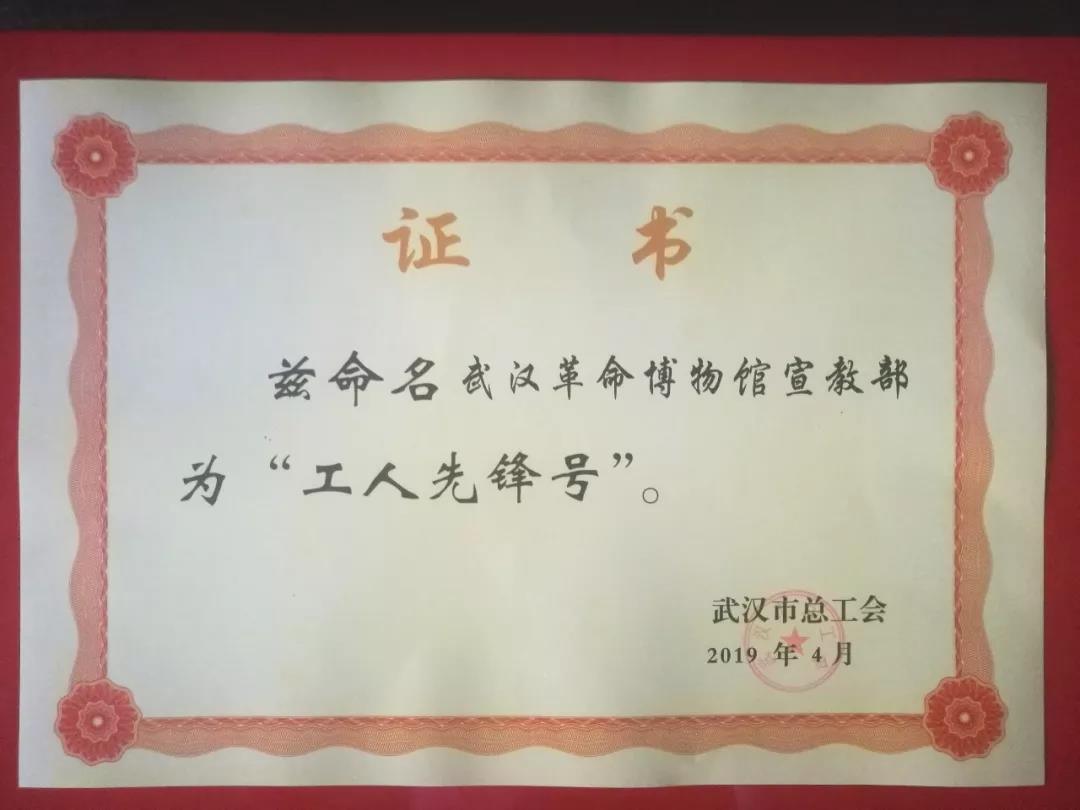 证 书
兹命名武汉革命博物馆宣教部
为“工人先锋号”。
武汉市总工会
2019 年 4 月